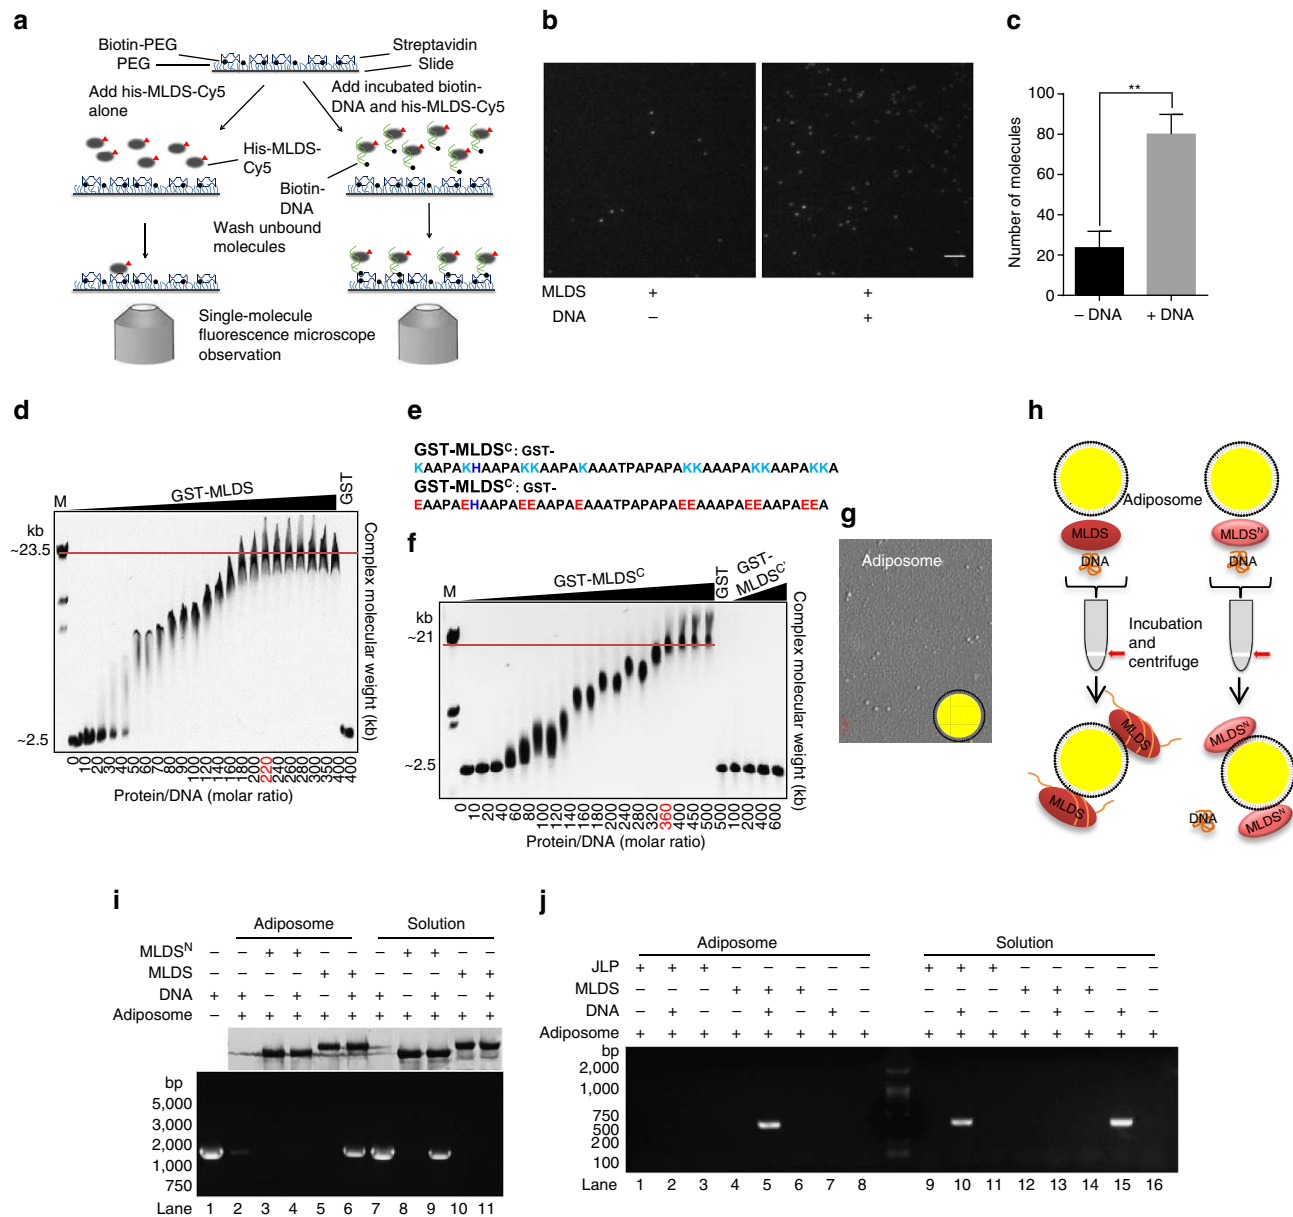 a
Biotin-PEG
PEG
Streptavidin
Slide
Add his-MLDS-Cy5
alone
Add incubated biotin-
DNA and his-MLDS-Cy5
His-MLDS-
Cy5
Biotin-
DNA
Wash unbound
molecules
Single-molecule
fluorescence microscope
observation
b
MLDS + +
DNA – +
c
Number of molecules
100
80
60
40
20
0
**
– DNA + DNA
d
M GST-MLDS GST
kb
~23.5
~2.5
Complex molecular weight (kb)
0 10 20 30 40 50 60 70 80 90 100 120 140 160 180 200 220 240 260 280 300 350 400 400
Protein/DNA (molar ratio)
e
GST-MLDSC: GST-
KAAPAKHAAPAKKAAPAKAAATPAPAPAKKAAAPAKKAAPAKKA
GST-MLDSC: GST-
EAAPAEHAAPAEEAAPAEAAATPAPAPAEEAAAPAEEAAPAEEA
f
M GST-MLDSC GST GST-MLDSC'
kb
~21
~2.5
Complex molecular weight (kb)
0 10 20 40 60 80 100 120 140 160 180 200 240 280 320 360 400 450 500 500 100 200 400 600
Protein/DNA (molar ratio)
g
Adiposome
h
Adiposome
MLDS
DNA
MLDSN
DNA
Incubation
and
centrifuge
MLDS
MLDS
MLDSN
DNA
MLDSN
i
Adiposome Solution
MLDSN – – + + – – – + + – –
MLDS – – – – + + – – – + +
DNA + + – + – + + – + – +
Adiposome – + + + + + + + + + +
bp
5,000
3,000
2,000
1,000
750
Lane 1 2 3 4 5 6 7 8 9 10 11
j
Adiposome Solution
JLP + + + – – – – – + + + – – – – –
MLDS – – – + + + – – – – – + + + – –
DNA – + – – + – + – – + – – + – + –
Adiposome + + + + + + + + + + + + + + + +
bp
2,000
1,000
750
500
200
100
Lane 1 2 3 4 5 6 7 8 9 10 11 12 13 14 15 16